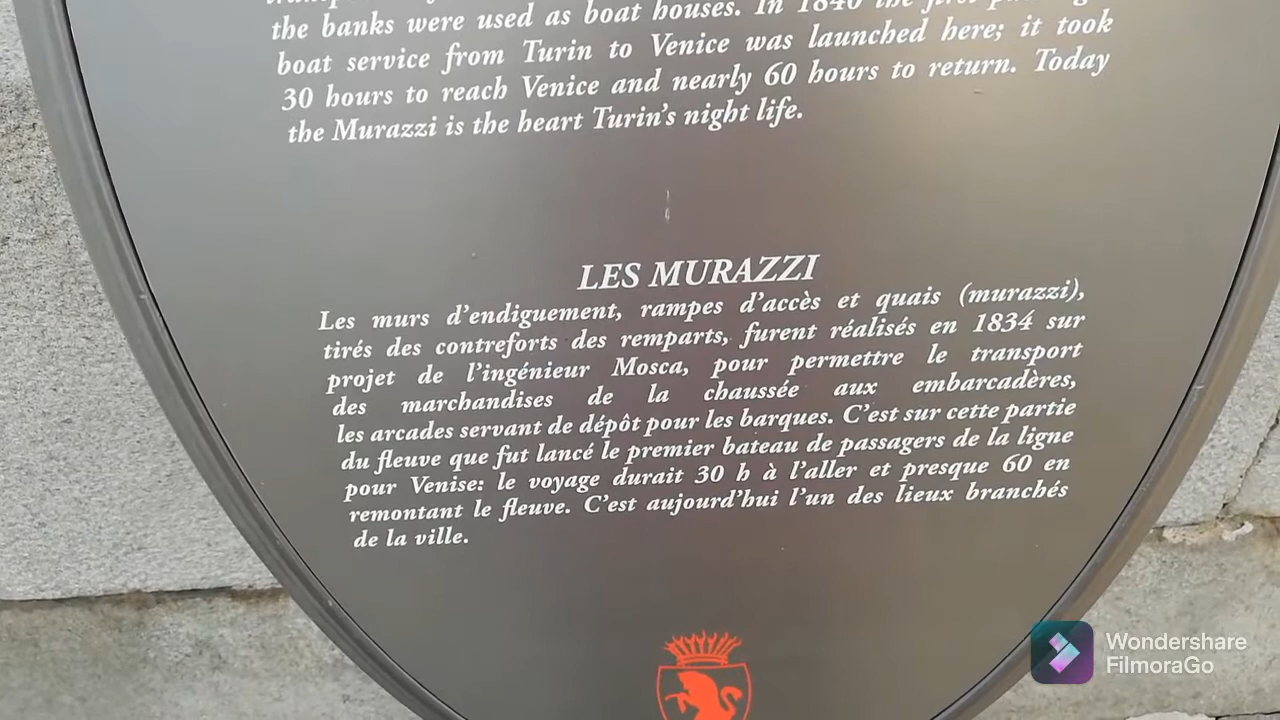 the banks were used as boat houses. In 1840 the first
boat service from Turin to Venice was launched here; it took
30 hours to reach Venice and nearly 60 hours to return. Today
the Murazzi is the heart Turin's night life.
LES MURAZZI
Les murs d'endiguement, rampes d'accès et quais (murazzi),
tirés des contreforts des remparts, furent réalisés en 1834 sur
projet de l'ingénieur Mosca, pour permettre le transport
des marchandises de la chaussée aux embarcadères,
les arcades servant de dépôt pour les barques. C'est sur cette partie
du fleuve que fut lancé le premier bateau de passagers de la ligne
pour Venise: le voyage durait 30 h à l'aller et presque 60 en
remontant le fleuve. C'est aujourd'hui l'un des lieux branchés
de la ville.
Wondershare
FilmoraGo